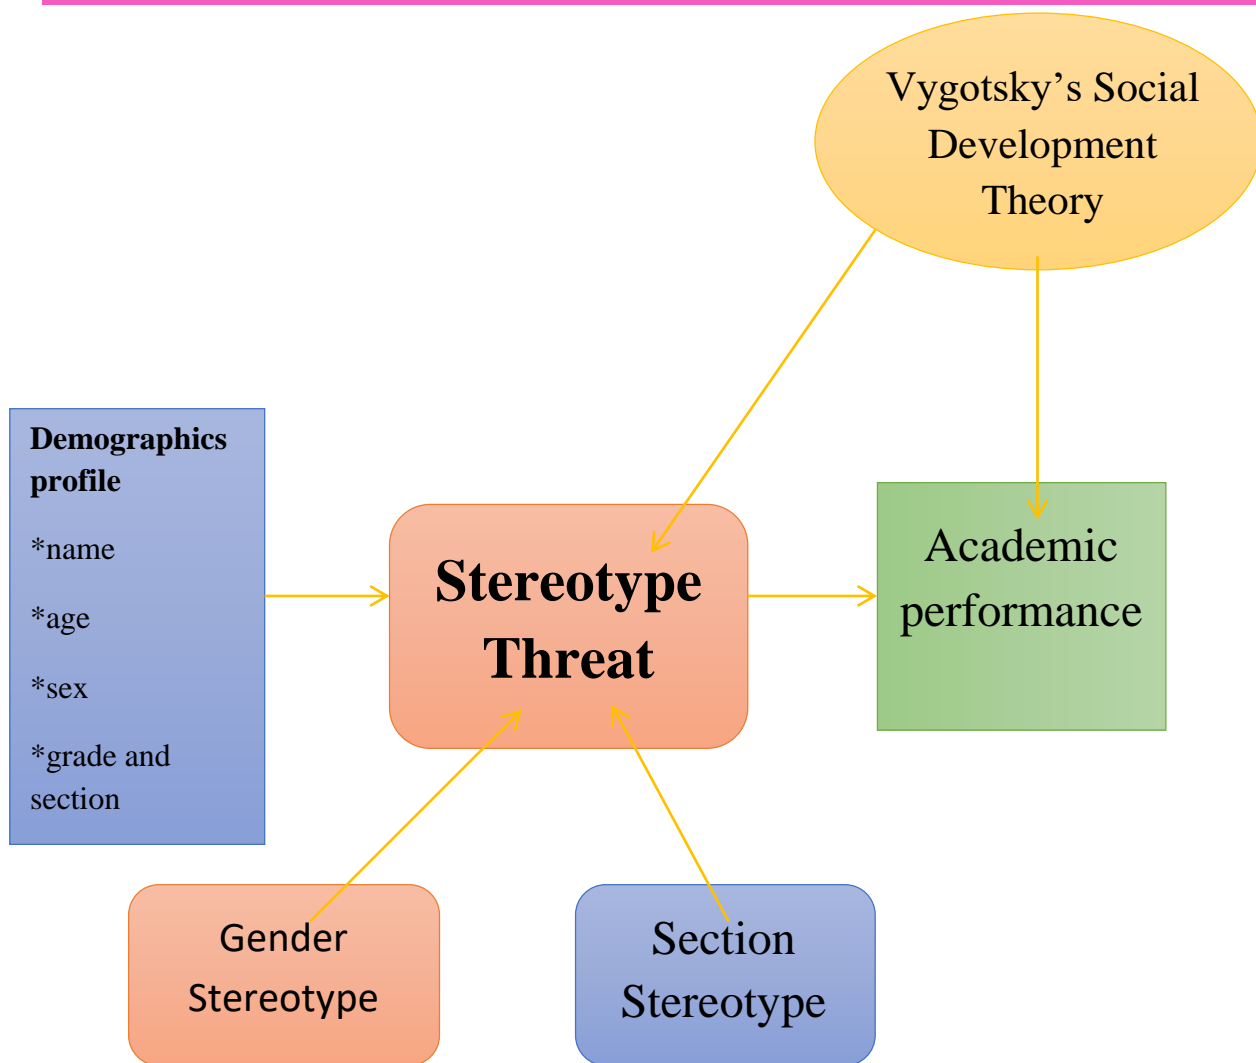 Vygotsky’s Social
Development
Theory
Demographics
profile
*name
*age
*sex
*grade and
section
Stereotype
Threat
Academic
performance
Gender
Stereotype
Section
Stereotype